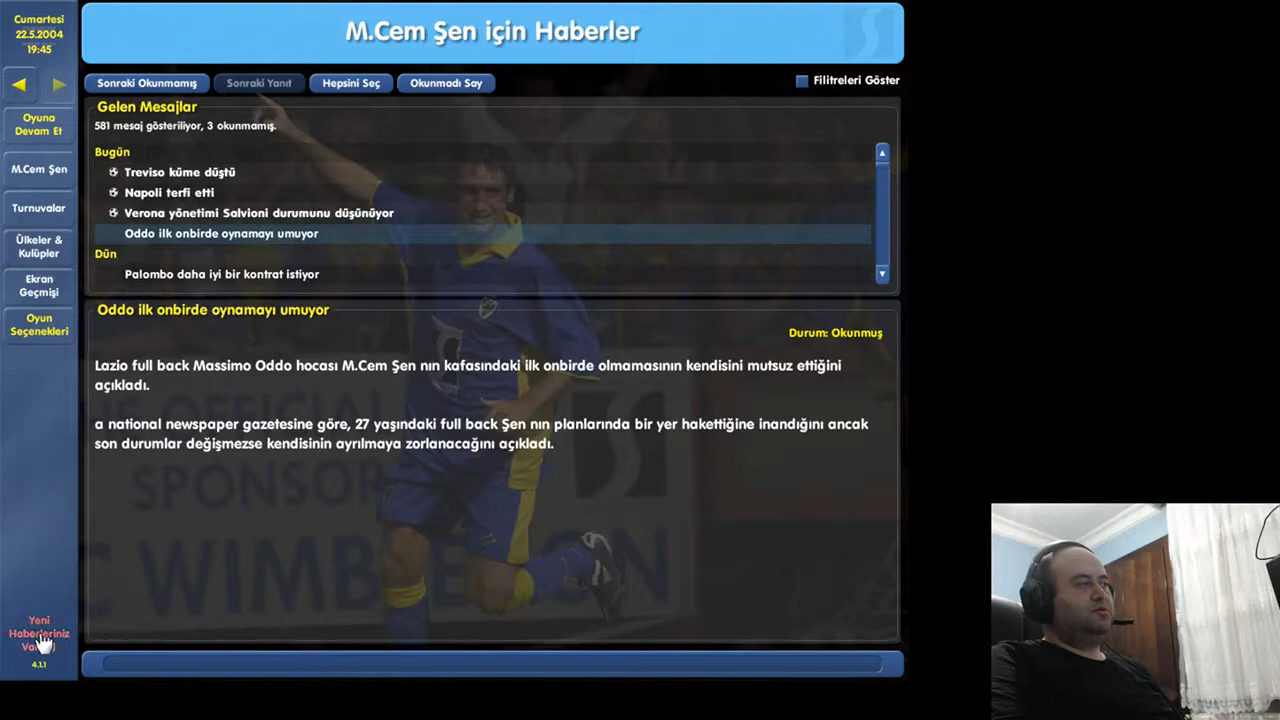 Cumartesi
22.5.2004
19:45
M.Cem Şen için Haberler
Sonraki Okunmamış
Sonraki Yanıt
Hepsini Seç
Okunmadı Say
Filitreleri Göster
Oyuna
Devam Et
M.Cem Şen
Turnuvalar
Ülkeler &
Kulüpler
Ekran
Geçmişi
Oyun
Seçenekleri
Gelen Mesajlar
581 mesaj gösteriliyor, 3 okunmamış.
Bugün
Treviso küme düştü
Napoli terfi etti
Verona yönetimi Salvioni durumunu düşünüyor
Oddo ilk onbirde oynamayı umuyor
Dün
Palombo daha iyi bir kontrat istiyor
Oddo ilk onbirde oynamayı umuyor
Durum: Okunmuş
Lazio full back Massimo Oddo hocası M.Cem Şen nın kafasındaki ilk onbirde olmamasının kendisini mutsuz ettiğini
açıkladı.
a national newspaper gazetesine göre, 27 yaşındaki full back Şen nın planlarında bir yer hakettiğine inandığını ancak
son durumlar değişmezse kendisinin ayrılmaya zorlanacağını açıkladı.
SPONSOR
C WIMBLEDON
Yeni
4.1.1